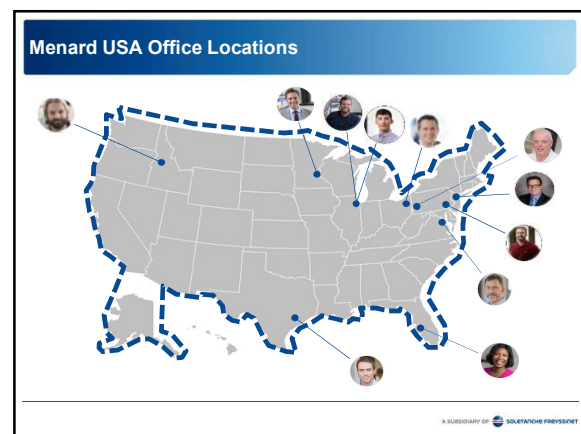 Menard USA Office Locations
A SUBSIDIARY OF SOLETANCHE FREYSSINET